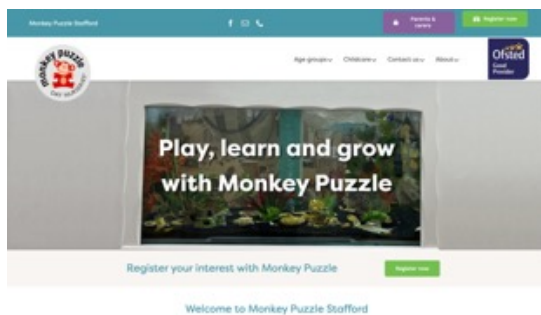 Monkey Puzzle Stafford
Parents &
carers
Register now
monkey puzzle
DAY NURSERY
Age groups
Childcare
Contact us
About
Ofsted
Good
Provider
Play, learn and grow
with Monkey Puzzle
Register your interest with Monkey Puzzle
Register now
Welcome to Monkey Puzzle Stafford